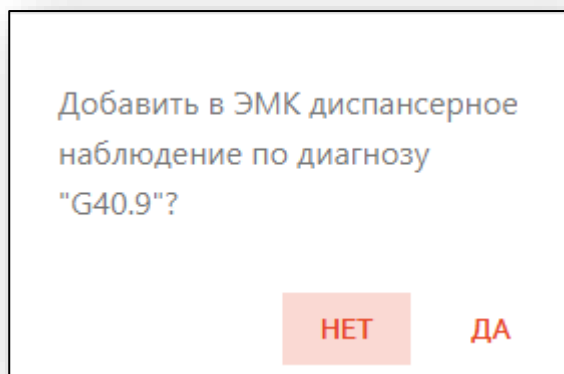 Добавить в ЭМК диспансерное
наблюдение по диагнозу
"G40.9"?
НЕТ ДА